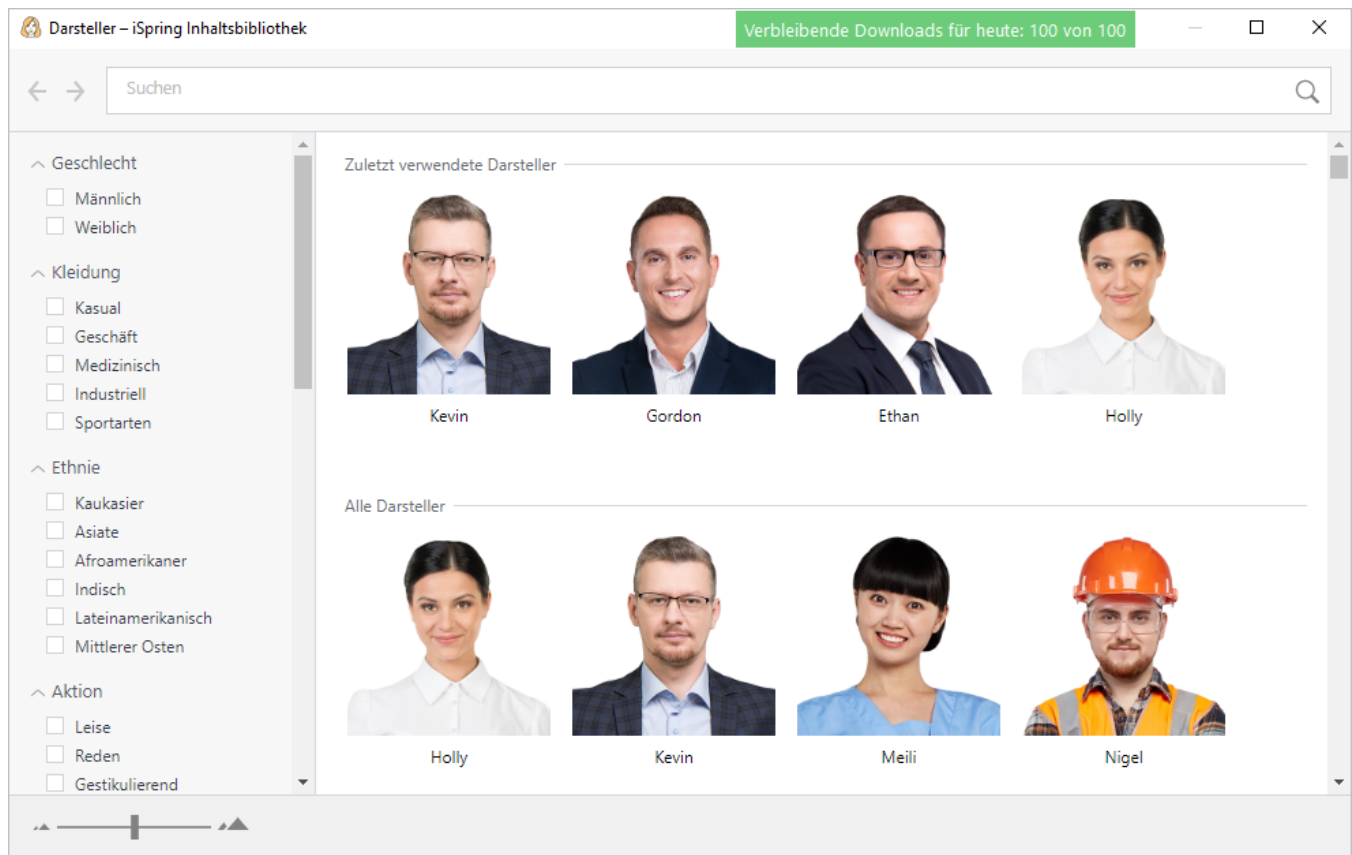 Darsteller – iSpring Inhaltsbibliothek
Verbleibende Downloads für heute: 100 von 100
Suchen
Geschlecht
Männlich
Weiblich
Kleidung
Kasual
Geschäft
Medizinisch
Industriell
Sportarten
Ethnie
Kaukasier
Asiate
Afroamerikaner
Indisch
Lateinamerikanisch
Mittlerer Osten
Aktion
Leise
Reden
Gestikulierend
Zuletzt verwendete Darsteller
Kevin
Gordon
Ethan
Holly
Alle Darsteller
Holly
Kevin
Meili
Nigel